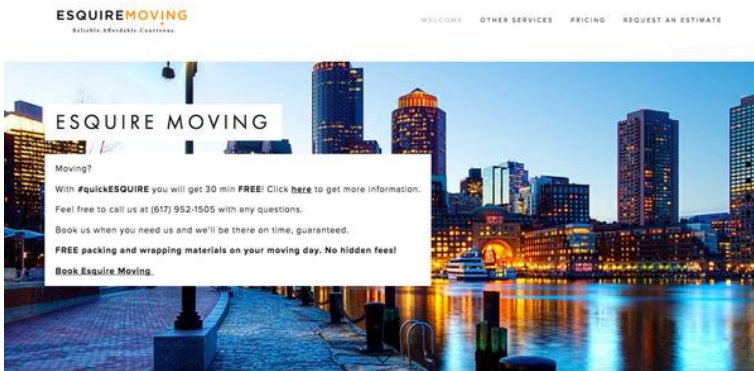 ESQUIREMOVING
Reliable.Affordable.Courteous.
WELCOME OTHER SERVICES PRICING REQUEST AN ESTIMATE
ESQUIRE MOVING
Moving?
With #quickESQUIRE you will get 30 min FREE! Click here to get more information.
Feel free to call us at (617) 952-1505 with any questions.
Book us when you need us and we'll be there on time, guaranteed.
FREE packing and wrapping materials on your moving day. No hidden fees!
Book Esquire Moving